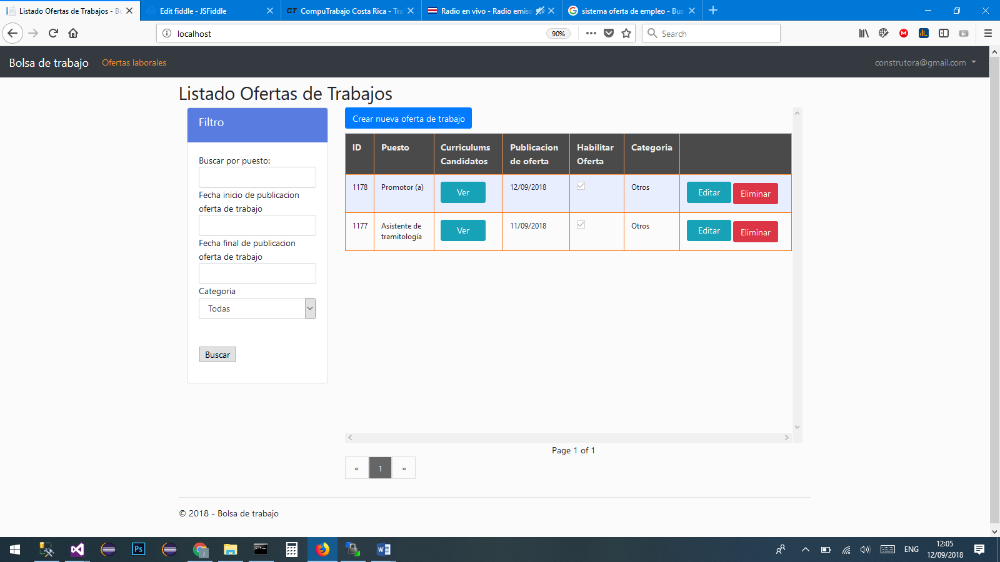 Listado Ofertas de Trabajos - Bo
Edit fiddle - JSFiddle
CT CompuTrabajo Costa Rica - Tra
Radio en vivo - Radio emiso
sistema oferta de empleo - Bus
localhost
90%
Search
Bolsa de trabajo
Ofertas laborales
construtora@gmail.com
Listado Ofertas de Trabajos
Filtro
Buscar por puesto:
Fecha inicio de publicacion
oferta de trabajo
Fecha final de publicacion
oferta de trabajo
Categoria
Todas
Buscar
Crear nueva oferta de trabajo
ID Puesto Curriculums Candidatos Publicacion de oferta Habilitar Oferta Categoria
1178 Promotor (a) Ver 12/09/2018 Otros Editar Eliminar
1177 Asistente de tramitología Ver 11/09/2018 Otros Editar Eliminar
Page 1 of 1
« 1 »
© 2018 - Bolsa de trabajo
Ps
ENG
12:05
12/09/2018